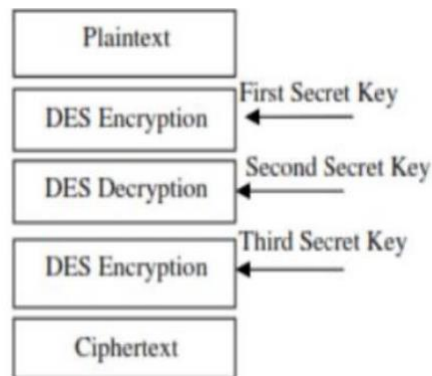 Plaintext
First Secret Key
DES Encryption
Second Secret Key
DES Decryption
Third Secret Key
DES Encryption
Ciphertext